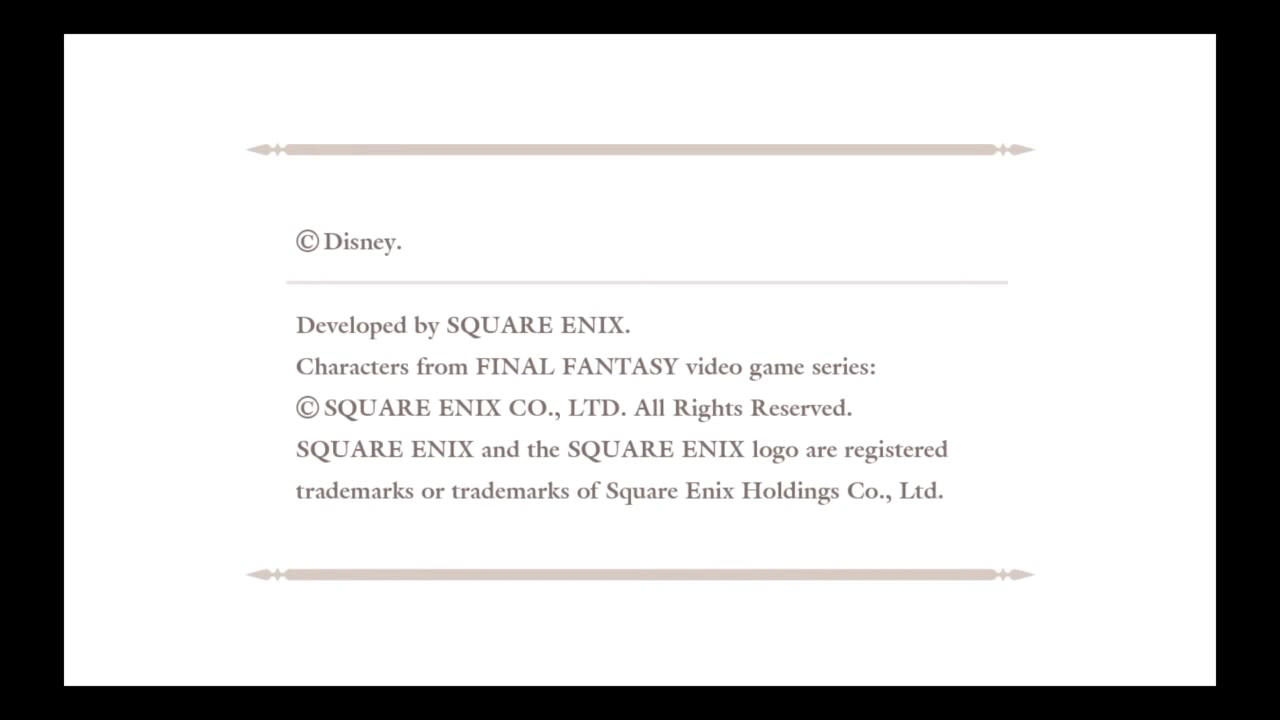 © Disney.
Developed by SQUARE ENIX.
Characters from FINAL FANTASY video game series:
© SQUARE ENIX CO., LTD. All Rights Reserved.
SQUARE ENIX and the SQUARE ENIX logo are registered
trademarks or trademarks of Square Enix Holdings Co., Ltd.